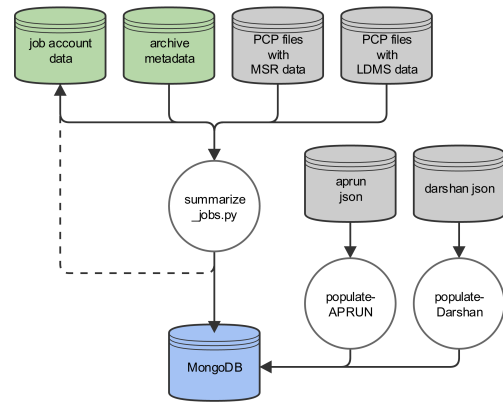 job account
data
archive
metadata
PCP files
with
MSR data
PCP files
with
LDMS data
summarize
_jobs.py
aprun
json
darshan json
populate-
APRUN
populate-
Darshan
MongoDB